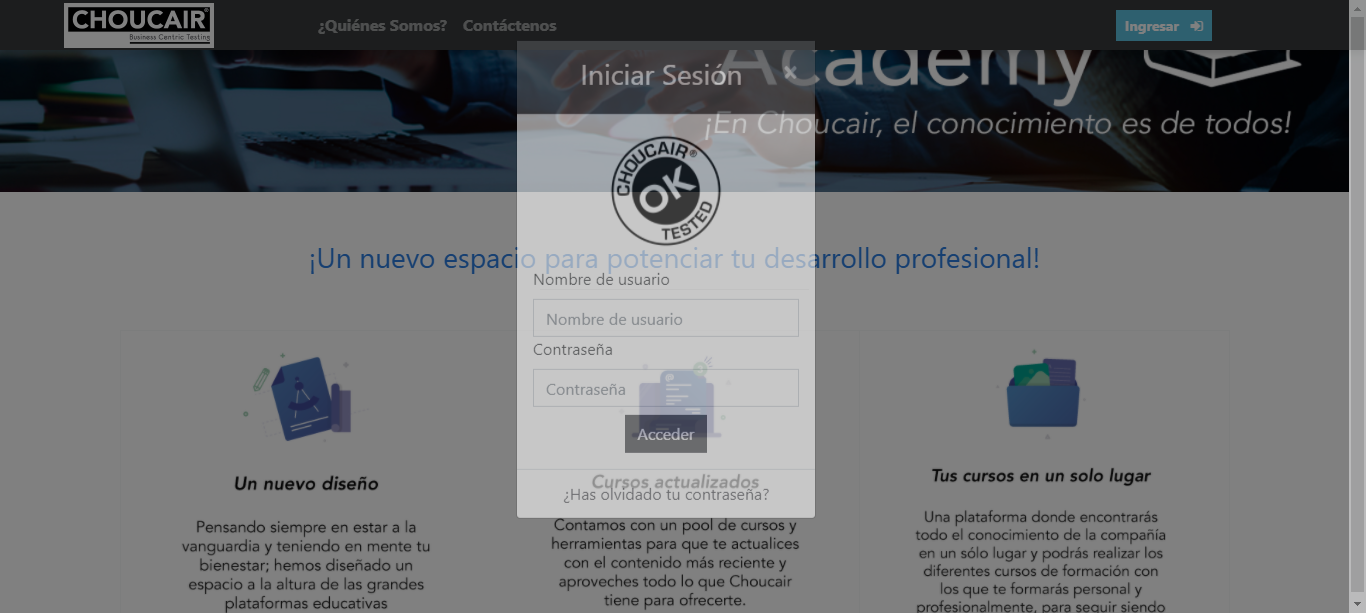 CHOUCAIR®
Business Centric Testing
¿Quiénes Somos? Contáctenos
Ingresar
Academy
¡En Choucair, el conocimiento es de todos!
Iniciar Sesión ×
CHOUCAIR®
OK
TESTED
¡Un nuevo espacio para potenciar tu desarrollo profesional!
Nombre de usuario
Nombre de usuario
Contraseña
Contraseña
Acceder
¿Has olvidado tu contraseña?
Un nuevo diseño
Pensando siempre en estar a la
vanguardia y teniendo en mente tu
bienestar; hemos diseñado un
espacio a la altura de las grandes
plataformas educativas
Cursos actualizados
Contamos con un pool de cursos y
herramientas para que te actualices
con el contenido más reciente y
aproveches todo lo que Choucair
tiene para ofrecerte.
Tus cursos en un solo lugar
Una plataforma donde encontrarás
todo el conocimiento de la compañía
en un sólo lugar y podrás realizar los
diferentes cursos de formación con
los que te formarás personal y
profesionalmente, para seguir siendo